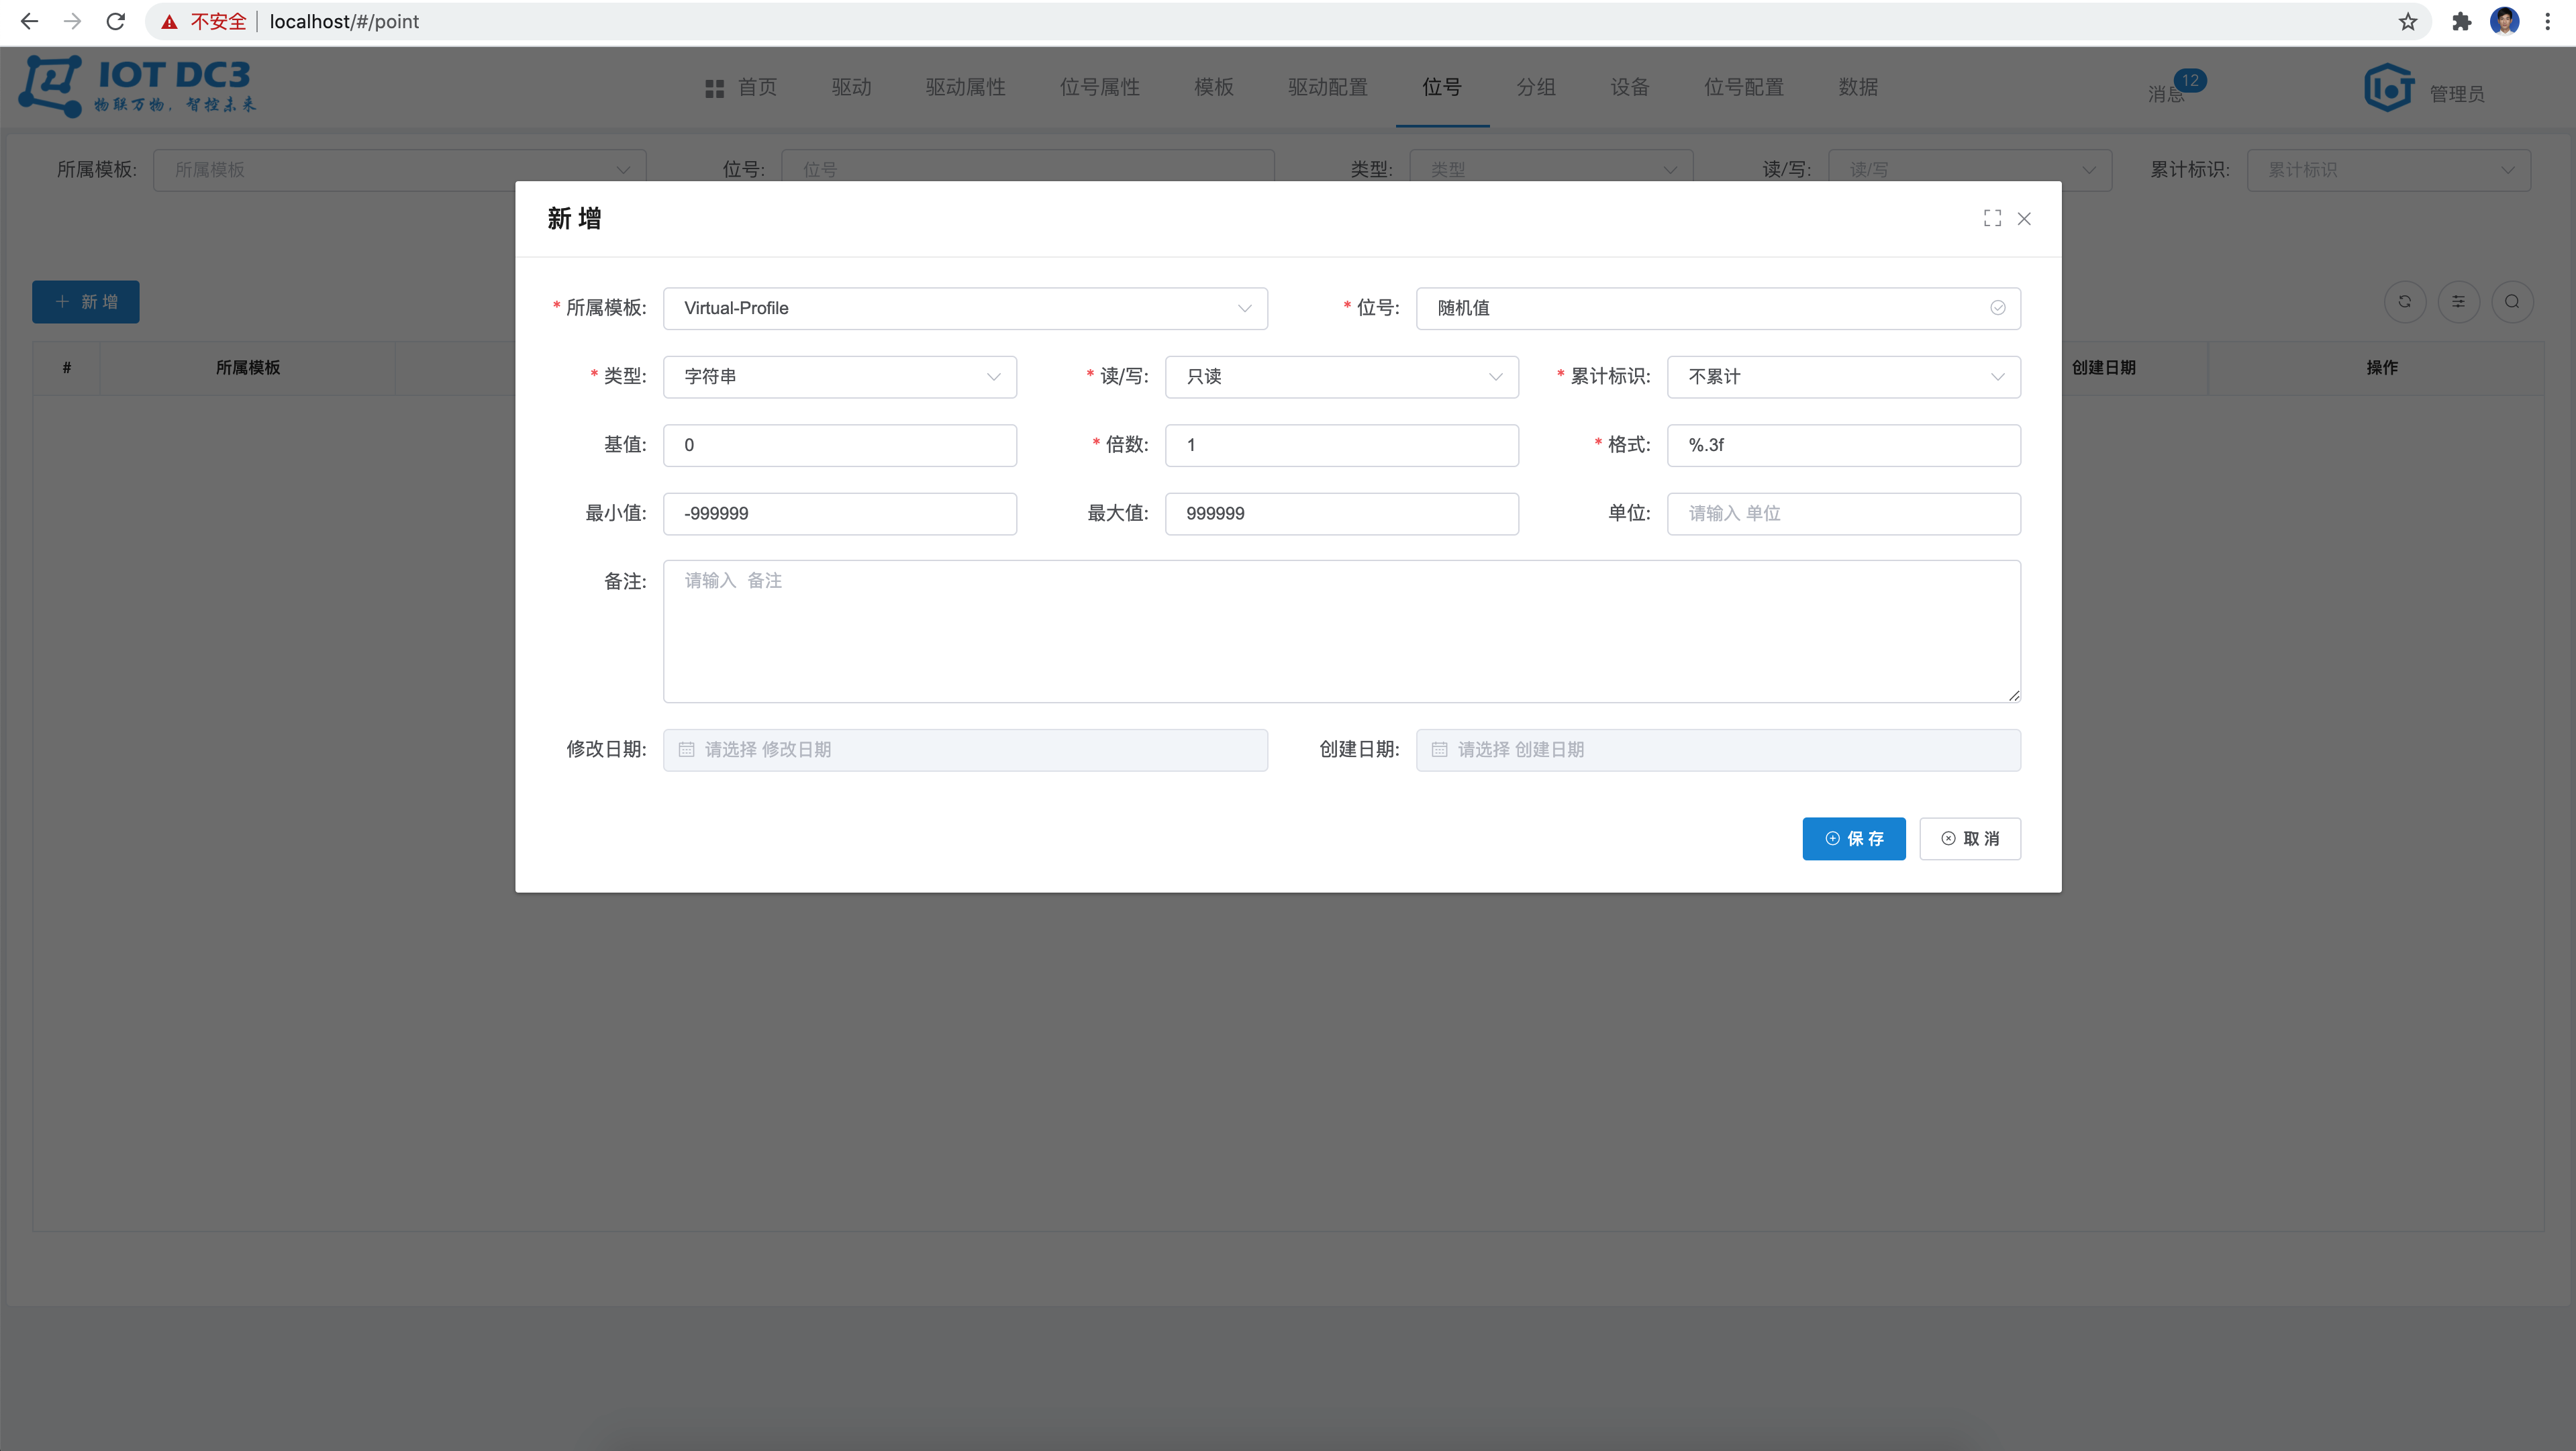 不安全 localhost/#/point
IOT DC3
物联万物，智控未来
首页 驱动 驱动属性 位号属性 模板 驱动配置 位号 分组 设备 位号配置 数据
消息 12
管理员
所属模板: 所属模板 位号: 位号 类型: 类型 读/写: 读/写 累计标识: 累计标识
新 增
* 所属模板: Virtual-Profile * 位号: 随机值
新 增
# 所属模板 创建日期 操作
* 类型: 字符串 * 读/写: 只读 * 累计标识: 不累计
基值: 0 * 倍数: 1 * 格式: %.3f
最小值: -999999 最大值: 999999 单位: 请输入 单位
备注: 请输入 备注
修改日期: 请选择 修改日期 创建日期: 请选择 创建日期
保 存 取 消